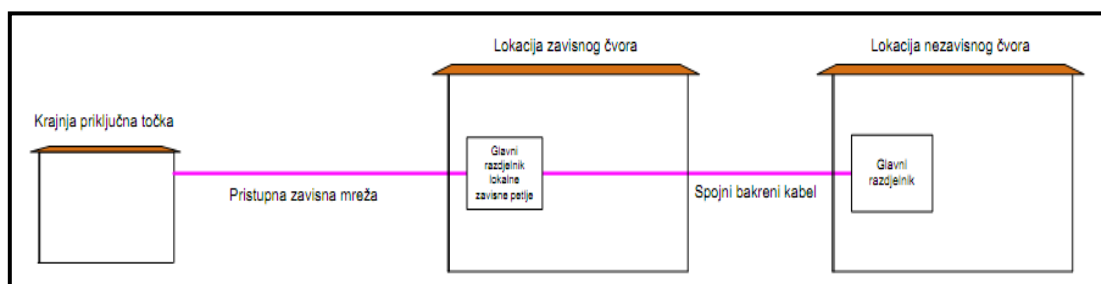 Lokacija zavisnog čvora
Lokacija nezavisnog čvora
Krajnja priključna točka
Glavni
razdjelnik
lokalne
zavisne petlje
Glavni
razdjelnik
Pristupna zavisna mreža
Spojni bakreni kabel